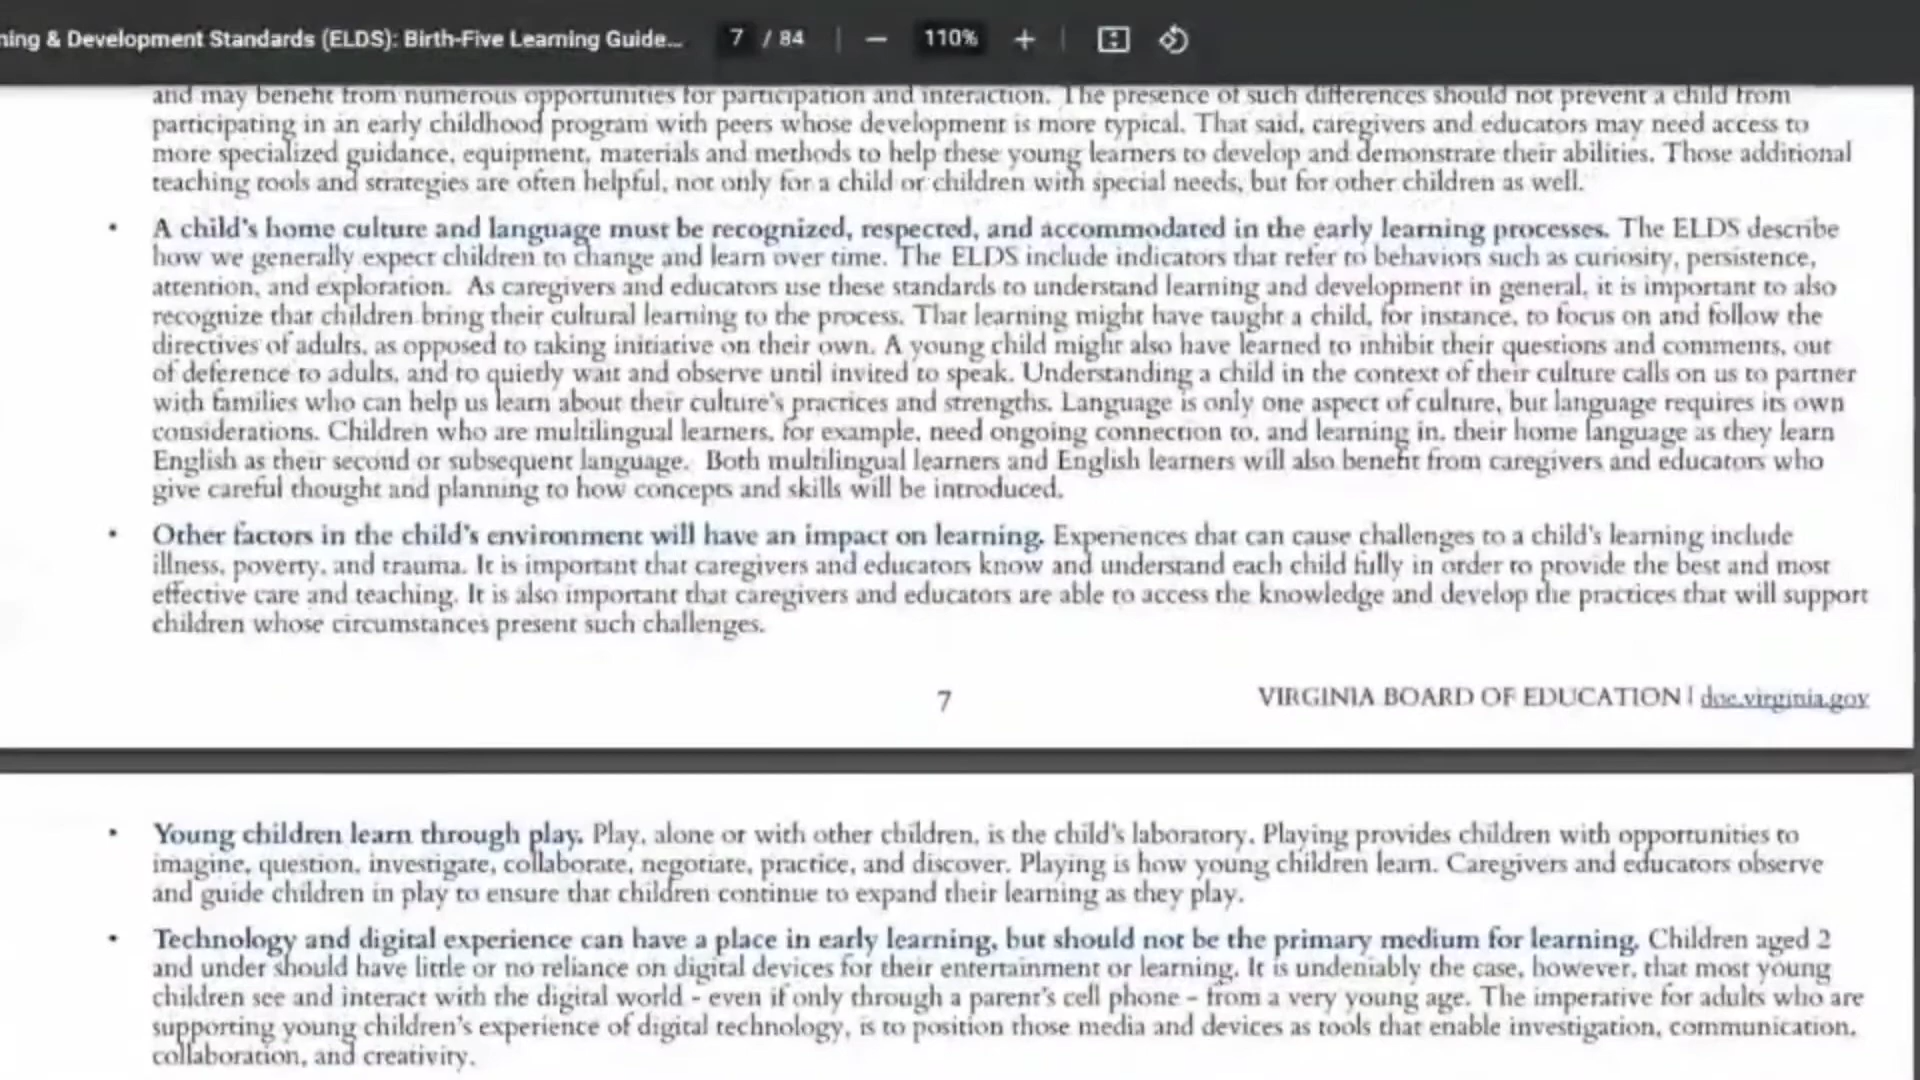 ning & Development Standards (ELDS): Birth-Five Learning Guide... 7 / 84 — 110% +
and may benefit from numerous opportunities for participation and interaction. The presence of such differences should not prevent a child from
participating in an early childhood program with peers whose development is more typical. That said, caregivers and educators may need access to
more specialized guidance, equipment, materials and methods to help these young learners to develop and demonstrate their abilities. Those additional
teaching tools and strategies are often helpful, not only for a child or children with special needs, but for other children as well.
• A child's home culture and language must be recognized, respected, and accommodated in the early learning processes. The ELDS describe
how we generally expect children to change and learn over time. The ELDS include indicators that refer to behaviors such as curiosity, persistence,
attention, and exploration. As caregivers and educators use these standards to understand learning and development in general, it is important to also
recognize that children bring their cultural learning to the process. That learning might have taught a child, for instance, to focus on and follow the
directives of adults, as opposed to taking initiative on their own. A young child might also have learned to inhibit their questions and comments, out
of deference to adults, and to quietly wait and observe until invited to speak. Understanding a child in the context of their culture calls on us to partner
with families who can help us learn about their culture's practices and strengths. Language is only one aspect of culture, but language requires its own
considerations. Children who are multilingual learners, for example, need ongoing connection to, and learning in, their home language as they learn
English as their second or subsequent language. Both multilingual learners and English learners will also benefit from caregivers and educators who
give careful thought and planning to how concepts and skills will be introduced.
• Other factors in the child's environment will have an impact on learning. Experiences that can cause challenges to a child's learning include
illness, poverty, and trauma. It is important that caregivers and educators know and understand each child fully in order to provide the best and most
effective care and teaching. It is also important that caregivers and educators are able to access the knowledge and develop the practices that will support
children whose circumstances present such challenges.
7 VIRGINIA BOARD OF EDUCATION | doe.virginia.gov
• Young children learn through play. Play, alone or with other children, is the child's laboratory. Playing provides children with opportunities to
imagine, question, investigate, collaborate, negotiate, practice, and discover. Playing is how young children learn. Caregivers and educators observe
and guide children in play to ensure that children continue to expand their learning as they play.
• Technology and digital experience can have a place in early learning, but should not be the primary medium for learning. Children aged 2
and under should have little or no reliance on digital devices for their entertainment or learning. It is undeniably the case, however, that most young
children see and interact with the digital world - even if only through a parent's cell phone - from a very young age. The imperative for adults who are
supporting young children's experience of digital technology, is to position those media and devices as tools that enable investigation, communication,
collaboration, and creativity.